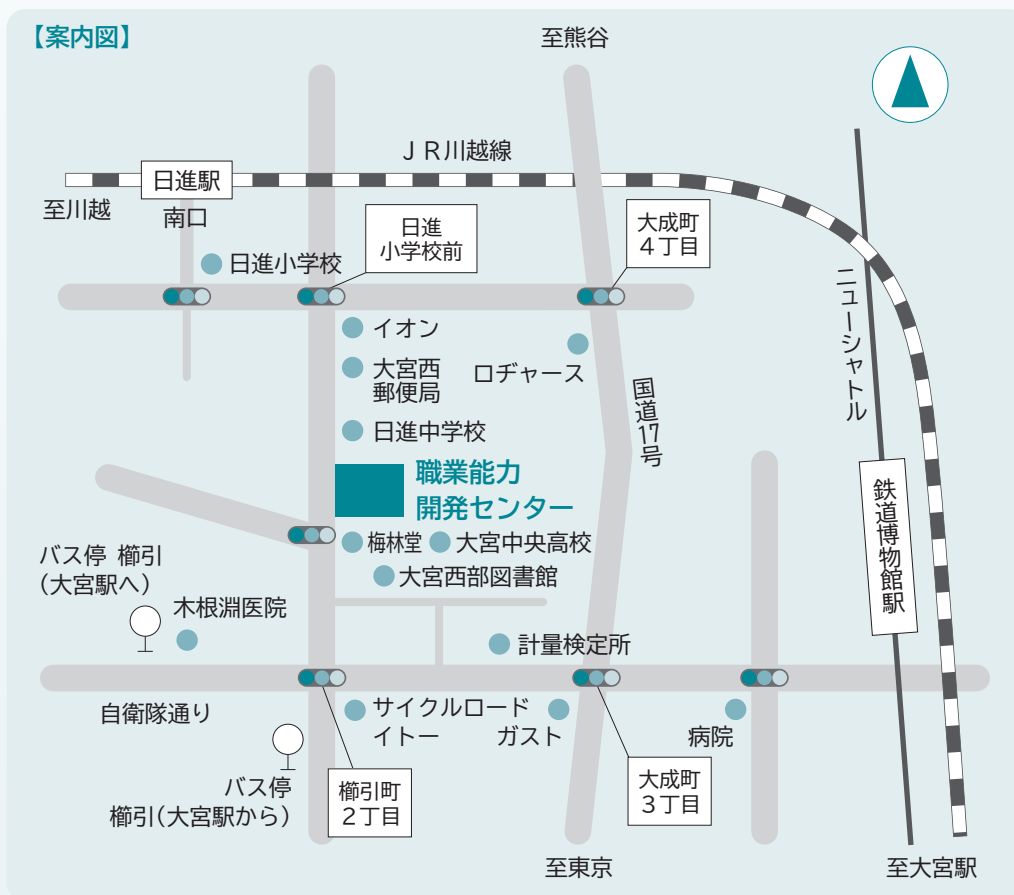 【案内図】
至熊谷
ＪＲ川越線
日進駅
至川越
南口
日進
小学校前
大成町
４丁目
日進小学校
ニューシャトル
イオン
大宮西
郵便局
ロヂャース
国道17号
日進中学校
職業能力
開発センター
鉄道博物館駅
梅林堂
大宮中央高校
バス停 櫛引
(大宮駅へ)
大宮西部図書館
木根淵医院
計量検定所
自衛隊通り
サイクルロード
イトー
ガスト
病院
バス停
櫛引(大宮駅から)
櫛引町
２丁目
大成町
３丁目
至東京
至大宮駅